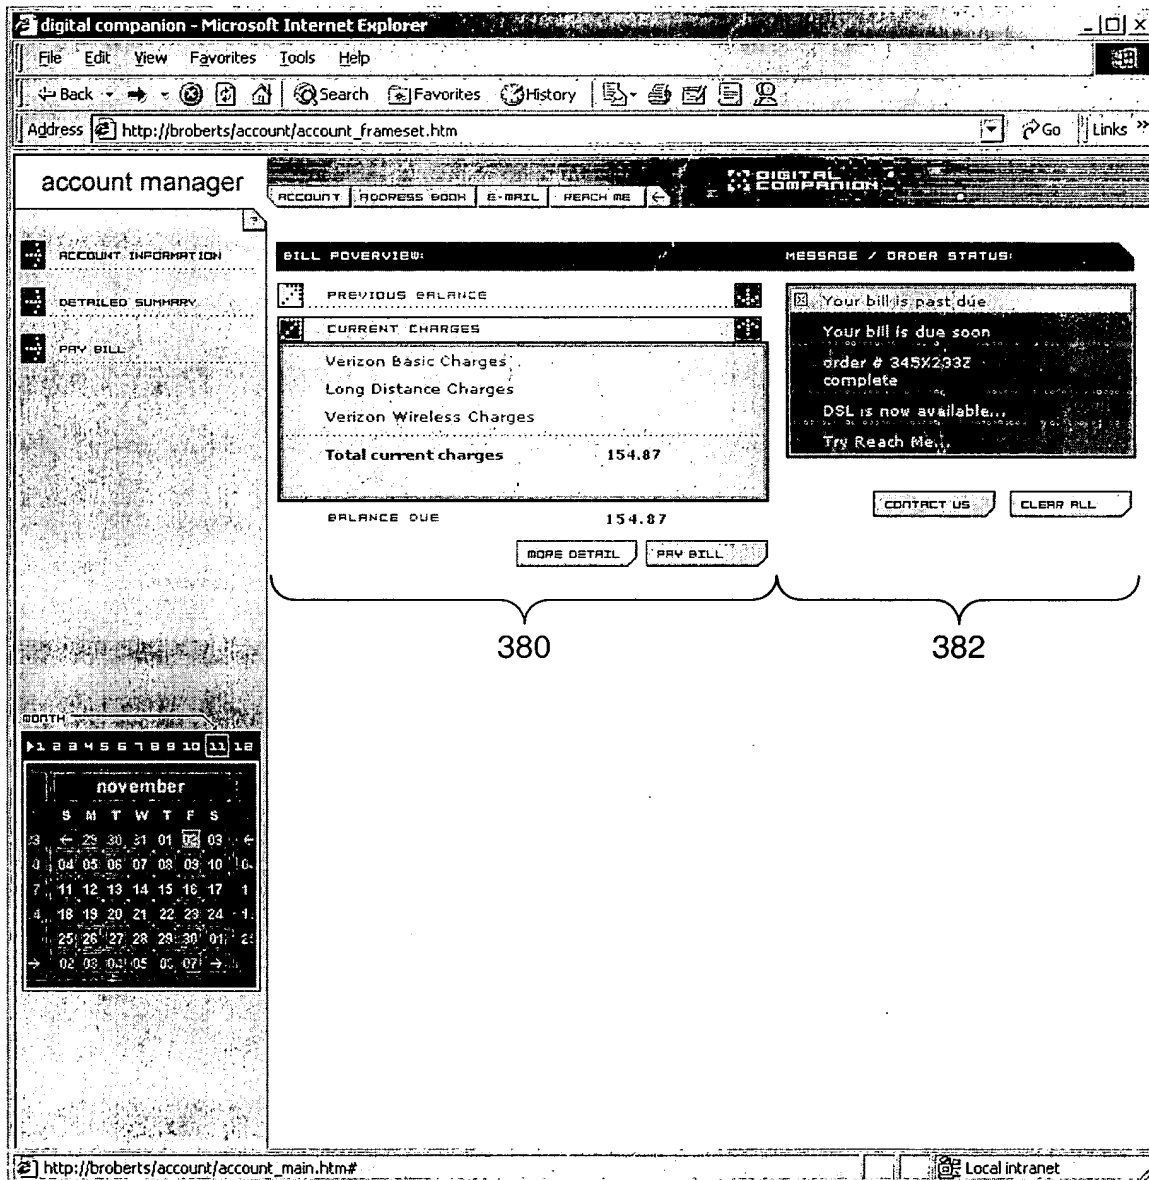 digital companion - Microsoft Internet Explorer
File Edit View Favorites Tools Help
Back Search Favorites History
Address http://broberts/account/account_frameset.htm Go Links »
account manager
DIGITAL COMPANION
ACCOUNT ADDRESS BOOK E-MAIL REACH ME ←
?
ACCOUNT INFORMATION
DETAILED SUMMARY
PAY BILL
BILL POVERVIEW:
PREVIOUS BALANCE
CURRENT CHARGES
Verizon Basic Charges
Long Distance Charges
Verizon Wireless Charges
Total current charges 154.87
BALANCE DUE 154.87
MORE DETAIL PAY BILL
MESSAGE / ORDER STATUS:
Your bill is past due
Your bill is due soon
order # 345X233Z
complete
DSL is now available...
Try Reach Me...
CONTACT US CLEAR ALL
380 382
MONTH
1 2 3 4 5 6 7 8 9 10 11 12
november
S M T W T F S
← 29 30 31 01 02 03 ←
04 05 06 07 08 09 10
11 12 13 14 15 16 17
18 19 20 21 22 23 24
25 26 27 28 29 30 01
→ 02 03 04 05 06 07 →
http://broberts/account/account_main.htm# Local intranet